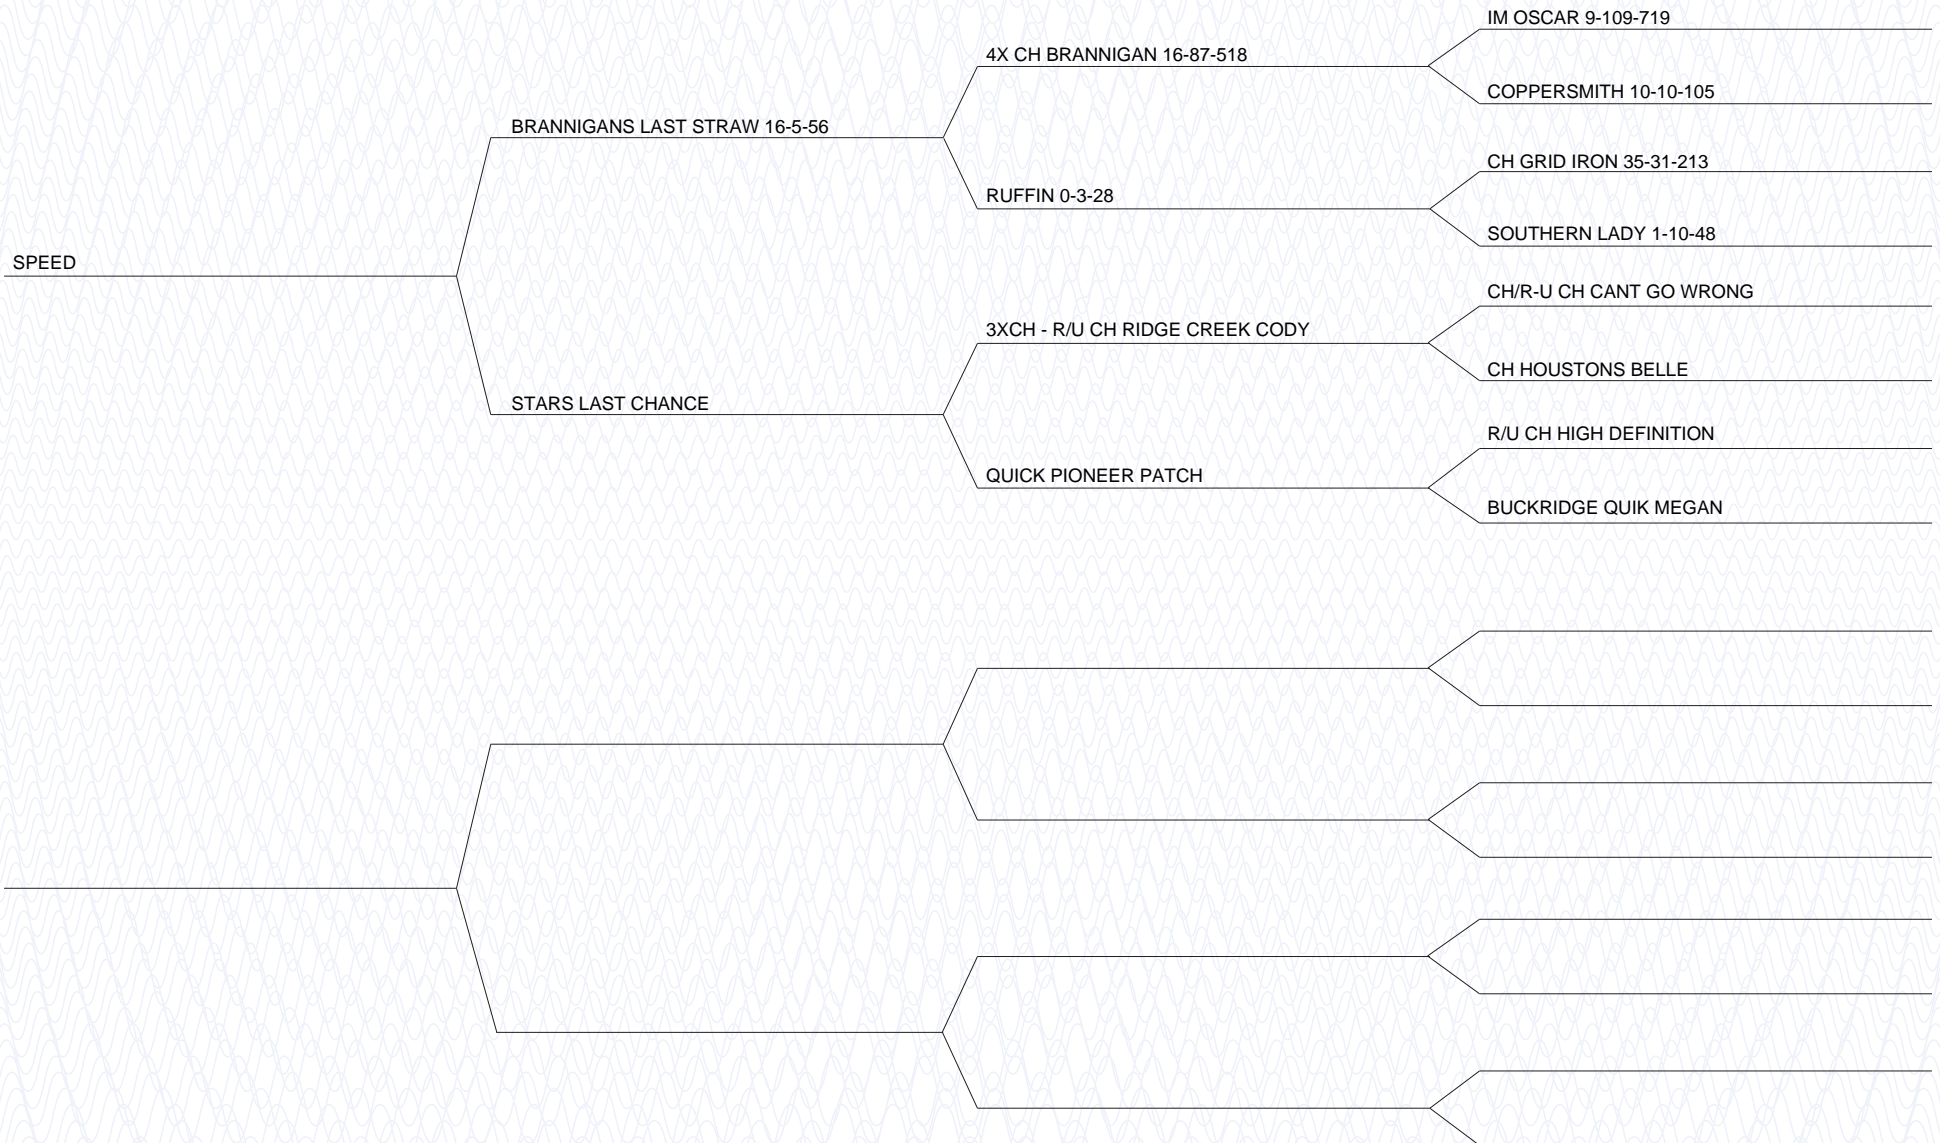 IM OSCAR 9-109-719
4X CH BRANNIGAN 16-87-518
COPPERSMITH 10-10-105
BRANNIGANS LAST STRAW 16-5-56
CH GRID IRON 35-31-213
RUFFIN 0-3-28
SOUTHERN LADY 1-10-48
SPEED
CH/R-U CH CANT GO WRONG
3XCH - R/U CH RIDGE CREEK CODY
CH HOUSTONS BELLE
STARS LAST CHANCE
R/U CH HIGH DEFINITION
QUICK PIONEER PATCH
BUCKRIDGE QUIK MEGAN